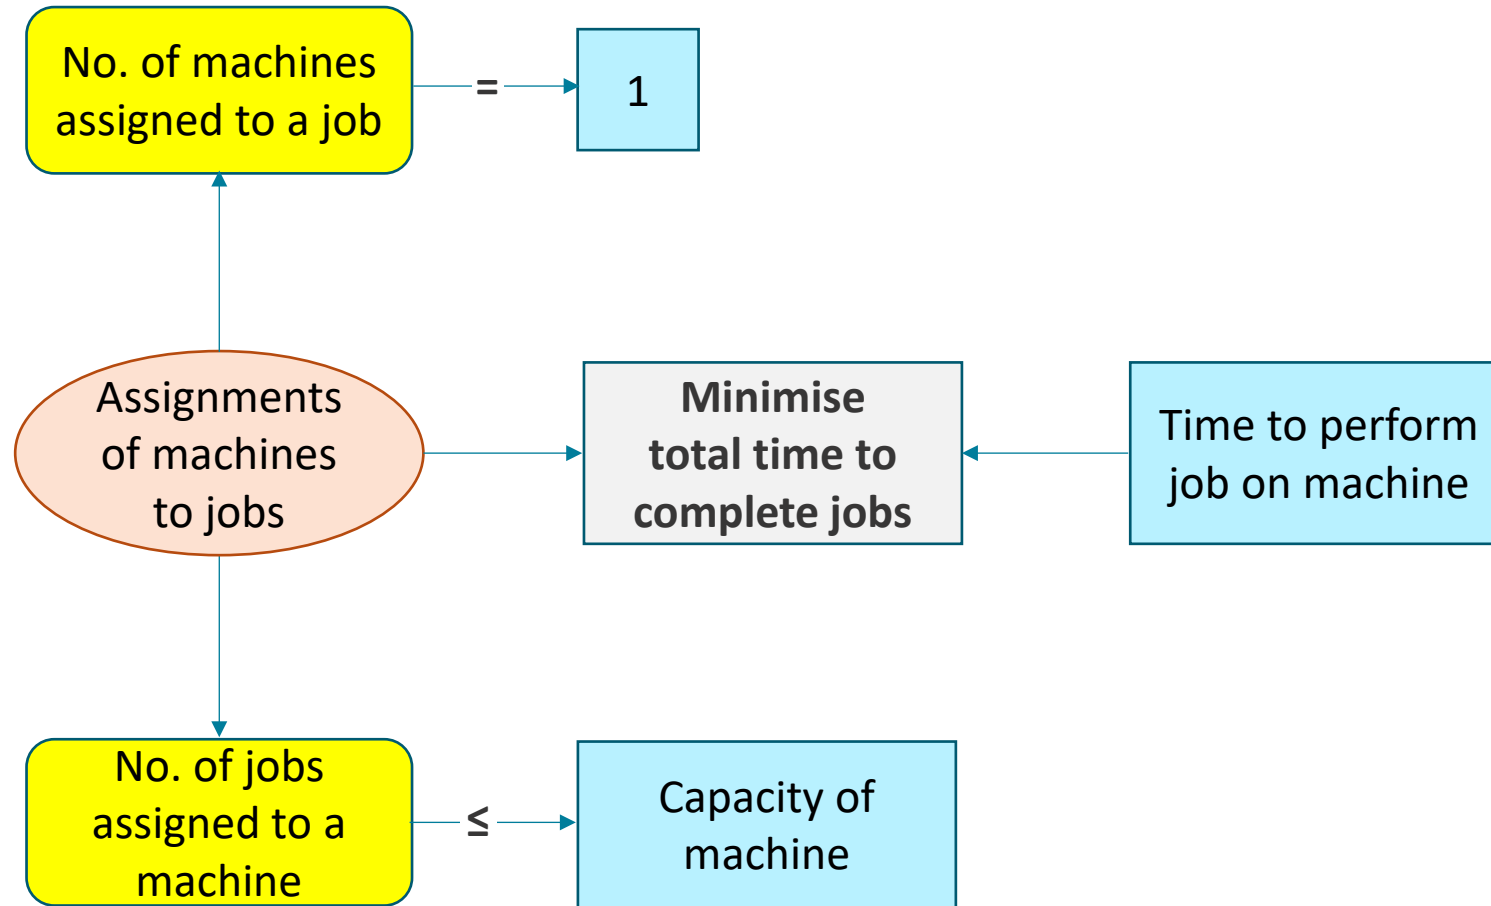 No. of machines
assigned to a job
=
1
Assignments
of machines
to jobs
Minimise
total time to
complete jobs
Time to perform
job on machine
No. of jobs
assigned to a
machine
≤
Capacity of
machine